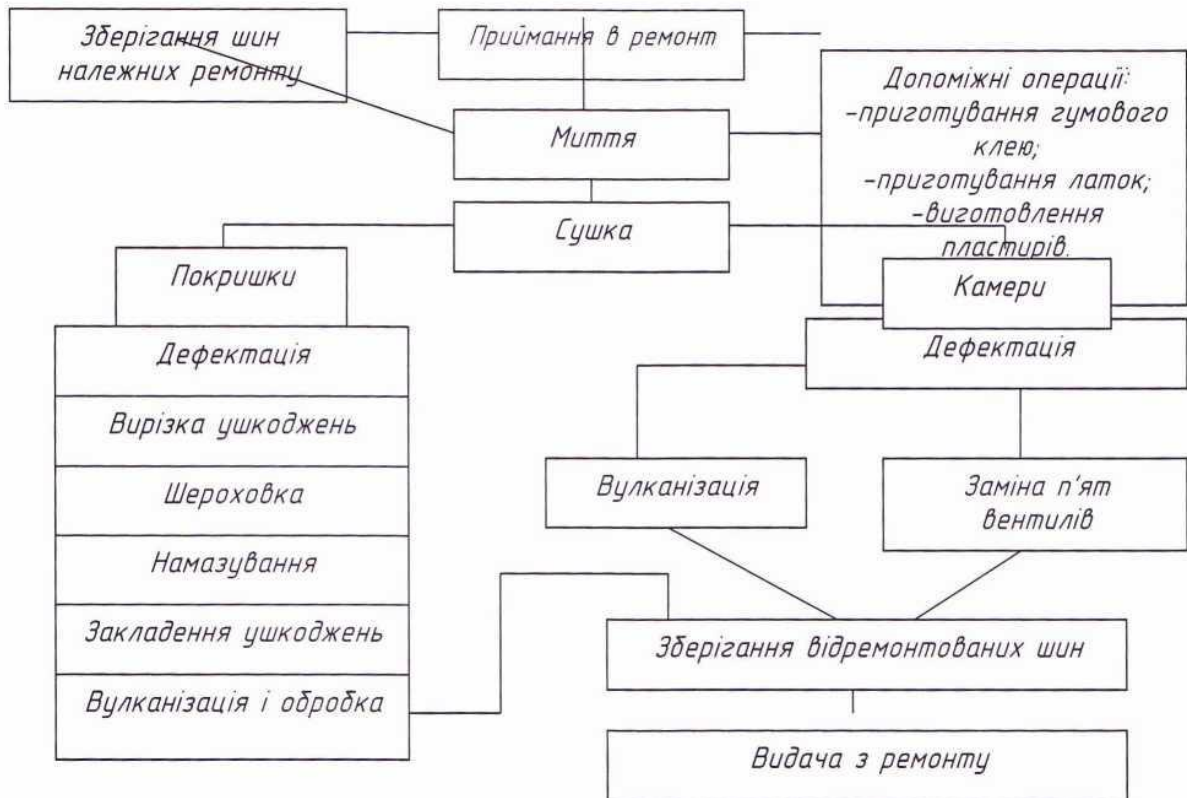 Зберігання шин
належних ремонту
Приймання в ремонт
Допоміжні операції:
-приготування гумового
клею;
-приготування латок;
-виготовлення
пластирів.
Миття
Сушка
Покришки
Камери
Дефектація
Вирізка ушкоджень
Шероховка
Намазування
Закладення ушкоджень
Вулканізація і обробка
Дефектація
Вулканізація
Заміна п'ят
вентилів
Зберігання відремонтованих шин
Видача з ремонту